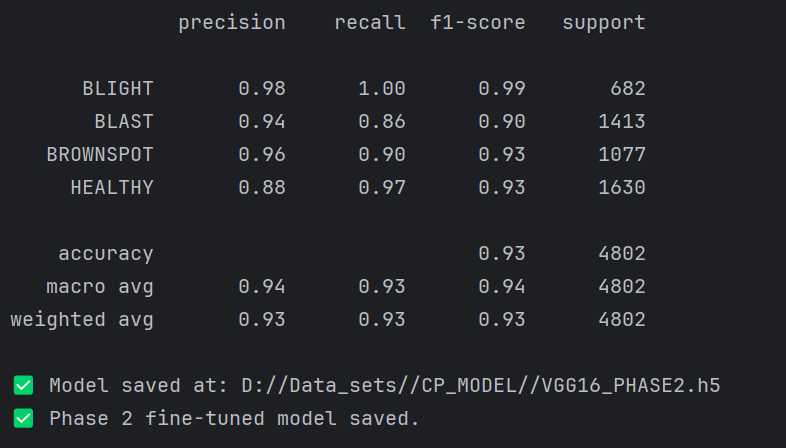 precision recall f1-score support
BLIGHT 0.98 1.00 0.99 682
BLAST 0.94 0.86 0.90 1413
BROWNSPOT 0.96 0.90 0.93 1077
HEALTHY 0.88 0.97 0.93 1630
accuracy 0.93 4802
macro avg 0.94 0.93 0.94 4802
weighted avg 0.93 0.93 0.93 4802
✅ Model saved at: D://Data_sets//CP_MODEL//VGG16_PHASE2.h5
✅ Phase 2 fine-tuned model saved.